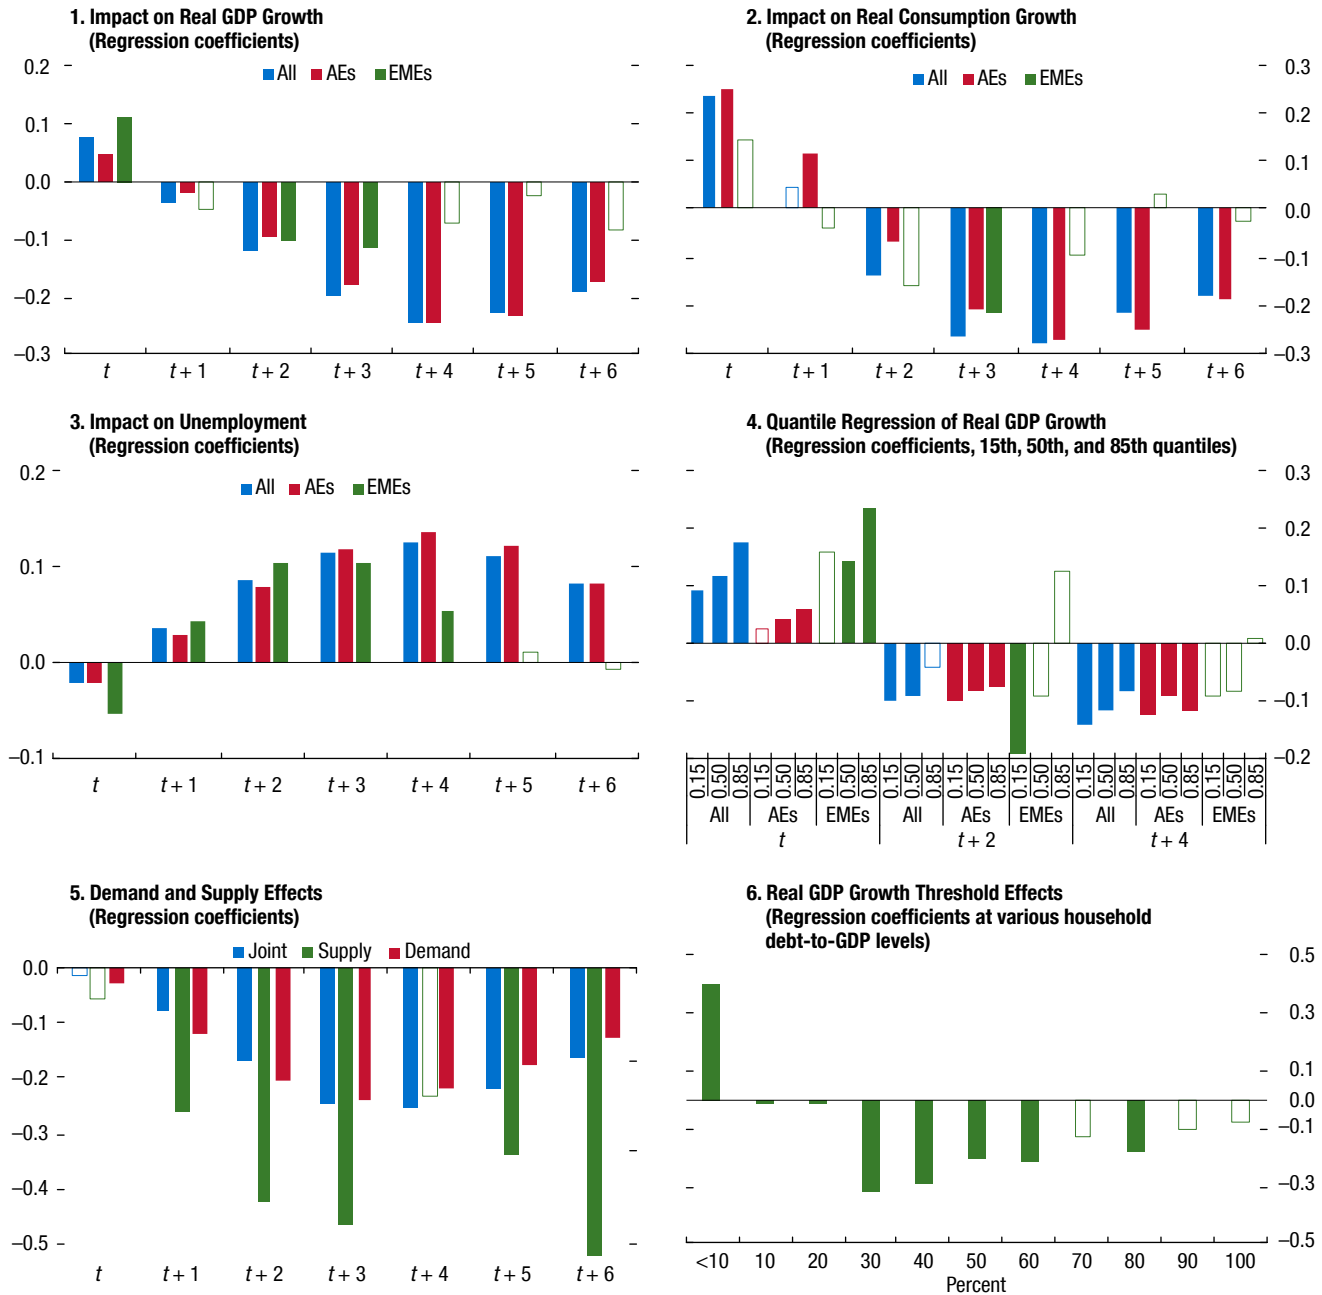 1. Impact on Real GDP Growth
(Regression coefficients)
All AEs EMEs
0.2
0.1
0.0
–0.1
–0.2
–0.3
t t + 1 t + 2 t + 3 t + 4 t + 5 t + 6
2. Impact on Real Consumption Growth
(Regression coefficients)
All AEs EMEs
0.3
0.2
0.1
0.0
–0.1
–0.2
–0.3
t t + 1 t + 2 t + 3 t + 4 t + 5 t + 6
3. Impact on Unemployment
(Regression coefficients)
All AEs EMEs
0.2
0.1
0.0
–0.1
t t + 1 t + 2 t + 3 t + 4 t + 5 t + 6
4. Quantile Regression of Real GDP Growth
(Regression coefficients, 15th, 50th, and 85th quantiles)
0.3
0.2
0.1
0.0
–0.1
–0.2
0.15 0.50 0.85 0.15 0.50 0.85 0.15 0.50 0.85 0.15 0.50 0.85 0.15 0.50 0.85 0.15 0.50 0.85 0.15 0.50 0.85 0.15 0.50 0.85 0.15 0.50 0.85
All AEs EMEs All AEs EMEs All AEs EMEs
t t + 2 t + 4
5. Demand and Supply Effects
(Regression coefficients)
Joint Supply Demand
0.0
–0.1
–0.2
–0.3
–0.4
–0.5
t t + 1 t + 2 t + 3 t + 4 t + 5 t + 6
6. Real GDP Growth Threshold Effects
(Regression coefficients at various household
debt-to-GDP levels)
0.5
0.3
0.1
0.0
–0.1
–0.3
–0.5
<10 10 20 30 40 50 60 70 80 90 100
Percent